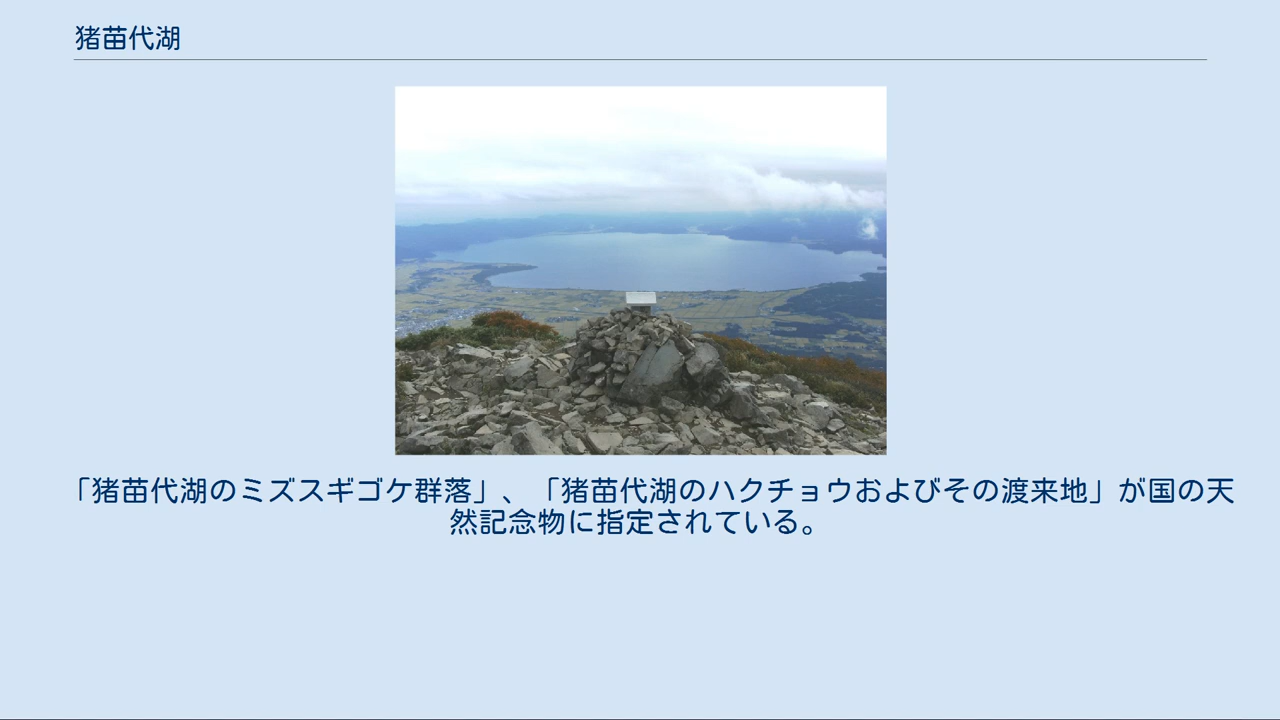 猪苗代湖
「猪苗代湖のミズスギゴケ群落」、「猪苗代湖のハクチョウおよびその渡来地」が国の天
然記念物に指定されている。